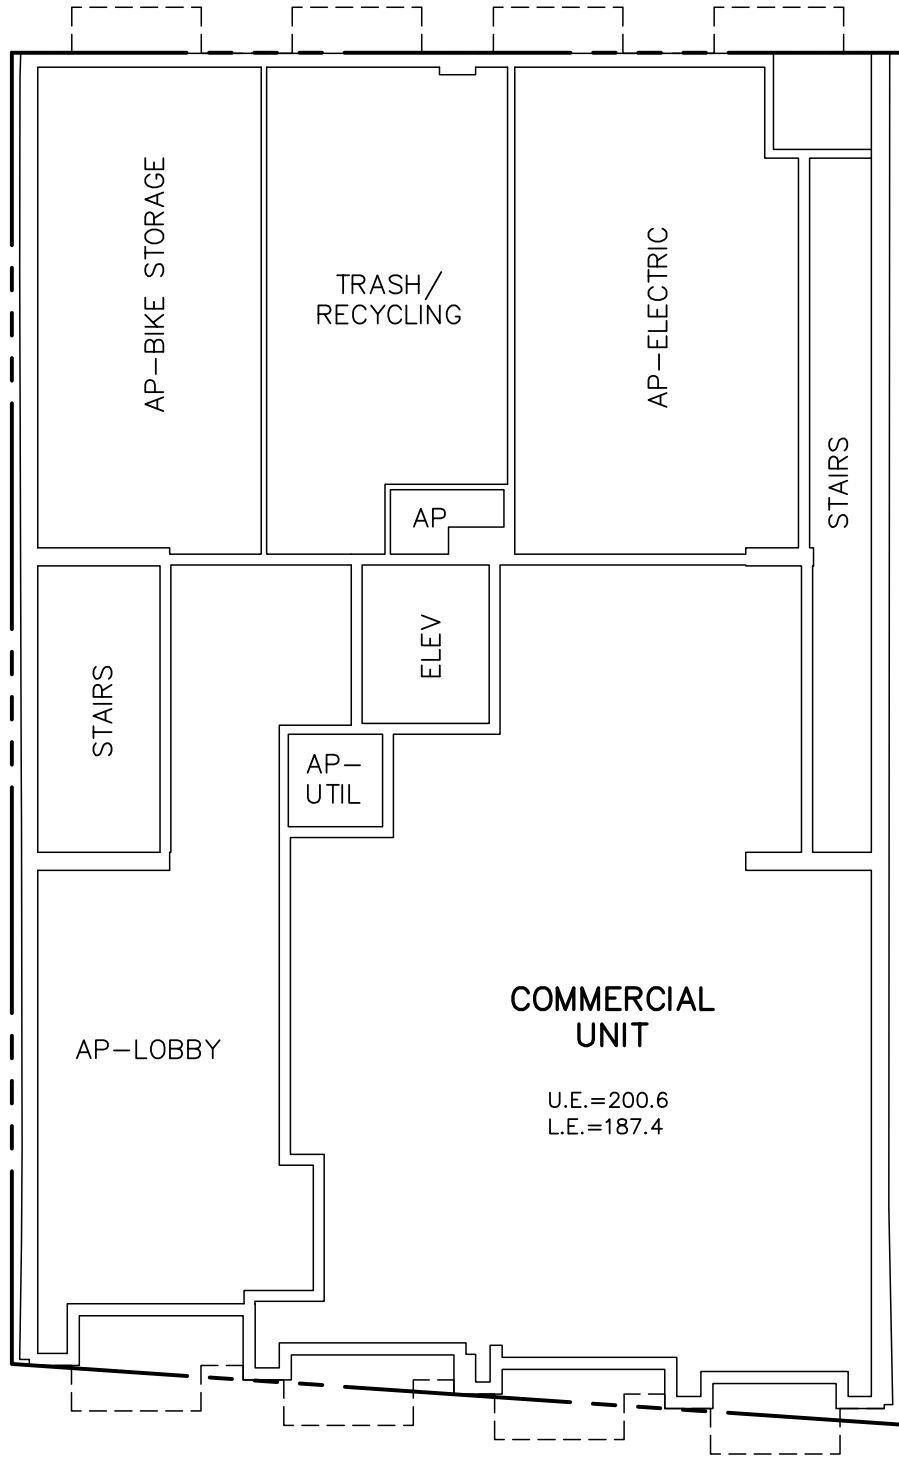 AP-BIKE STORAGE
TRASH/
RECYCLING
AP-ELECTRIC
STAIRS
AP
ELEV
STAIRS
AP-
UTIL
COMMERCIAL
UNIT
AP-LOBBY
U.E.=200.6
L.E.=187.4